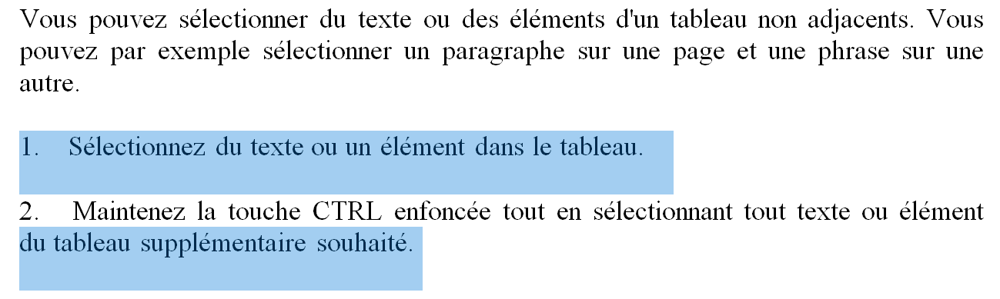 Vous pouvez sélectionner du texte ou des éléments d'un tableau non adjacents. Vous
pouvez par exemple sélectionner un paragraphe sur une page et une phrase sur une
autre.
1. Sélectionnez du texte ou un élément dans le tableau.
2. Maintenez la touche CTRL enfoncée tout en sélectionnant tout texte ou élément
du tableau supplémentaire souhaité.